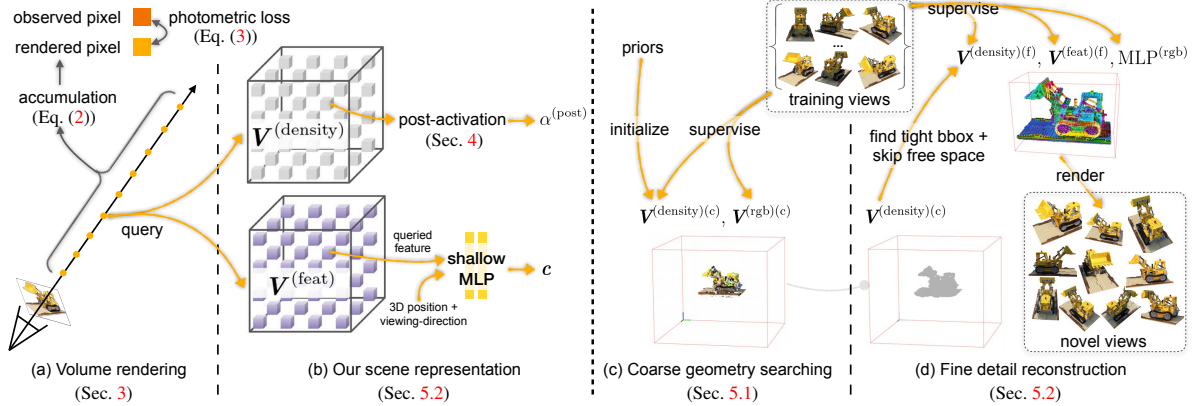 observed pixel
rendered pixel
photometric loss
(Eq. (3))
accumulation
(Eq. (2))
query
(a) Volume rendering
(Sec. 3)
V^(density)
post-activation
(Sec. 4)
α^(post)
V^(feat)
queried
feature
shallow
MLP
c
3D position +
viewing-direction
(b) Our scene representation
(Sec. 5.2)
priors
initialize
supervise
...
training views
V^(density)(c), V^(rgb)(c)
(c) Coarse geometry searching
(Sec. 5.1)
supervise
V^(density)(f), V^(feat)(f), MLP^(rgb)
find tight bbox +
skip free space
render
V^(density)(c)
novel views
(d) Fine detail reconstruction
(Sec. 5.2)